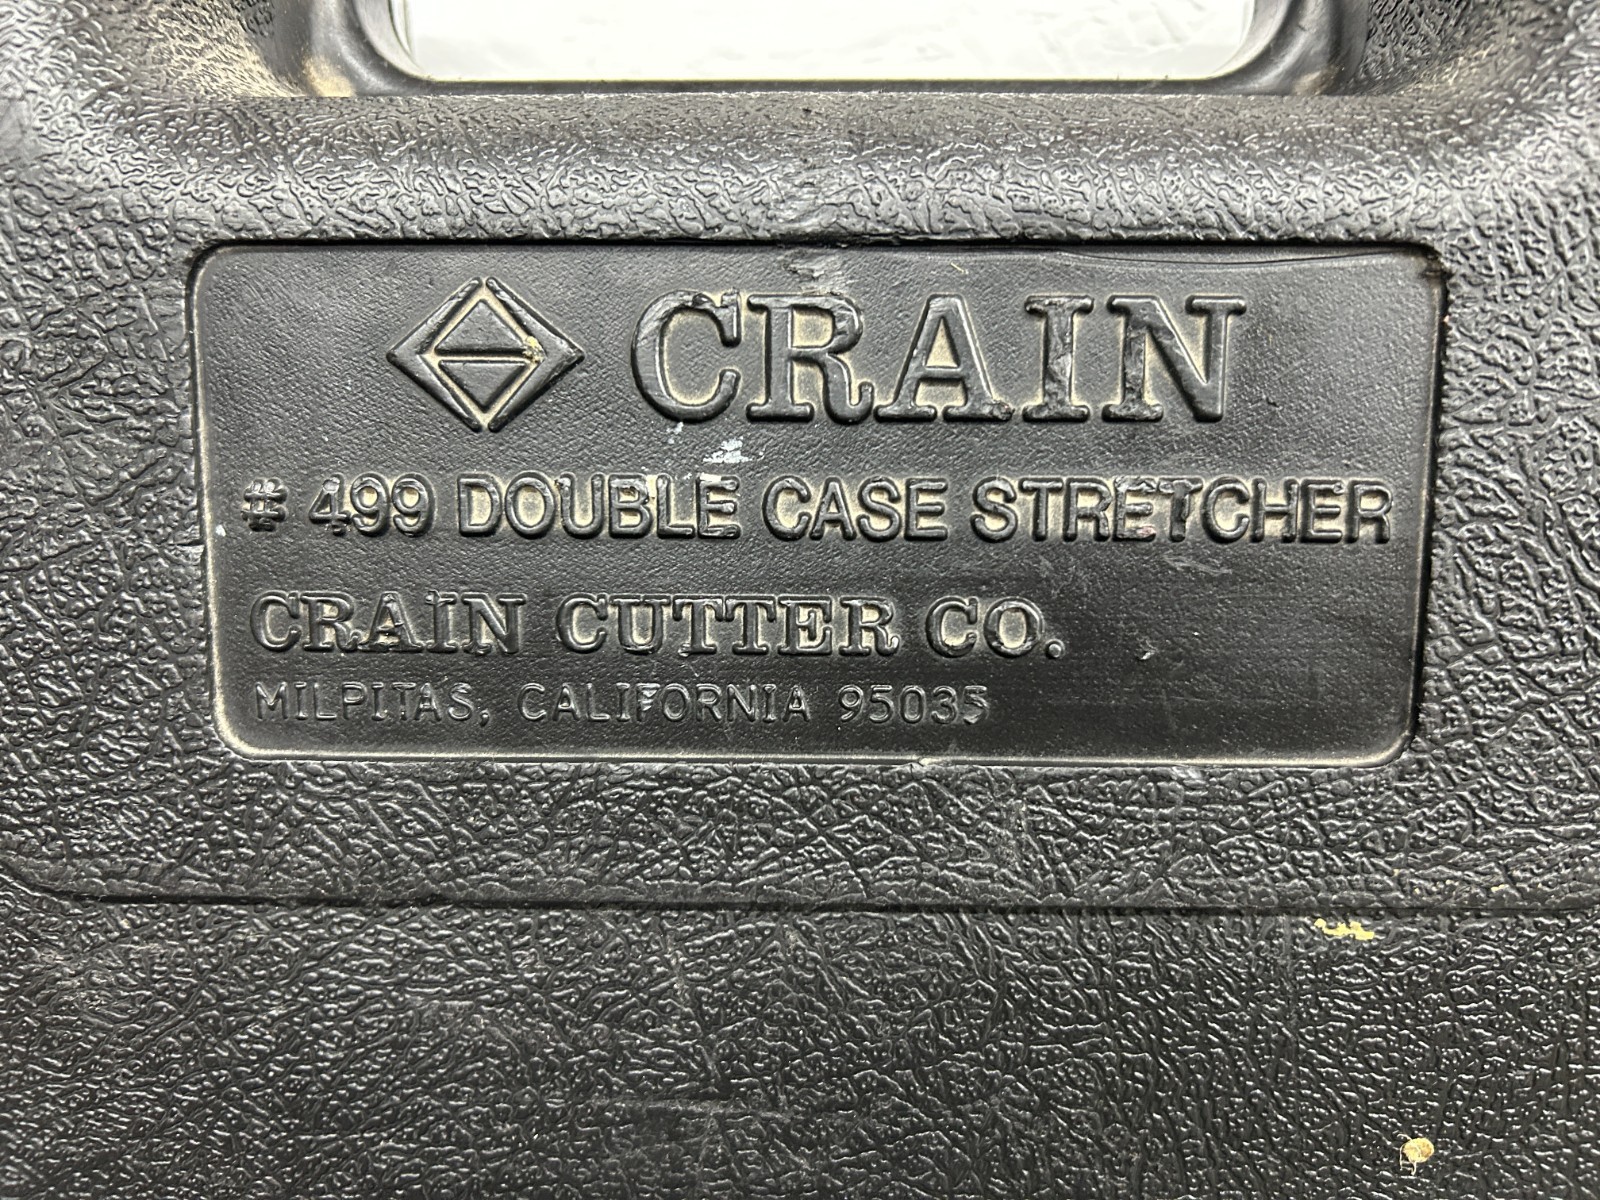 CRAIN
# 499 DOUBLE CASE STRETCHER
CRAIN CUTTER CO.
MILPITAS, CALIFORNIA 95035